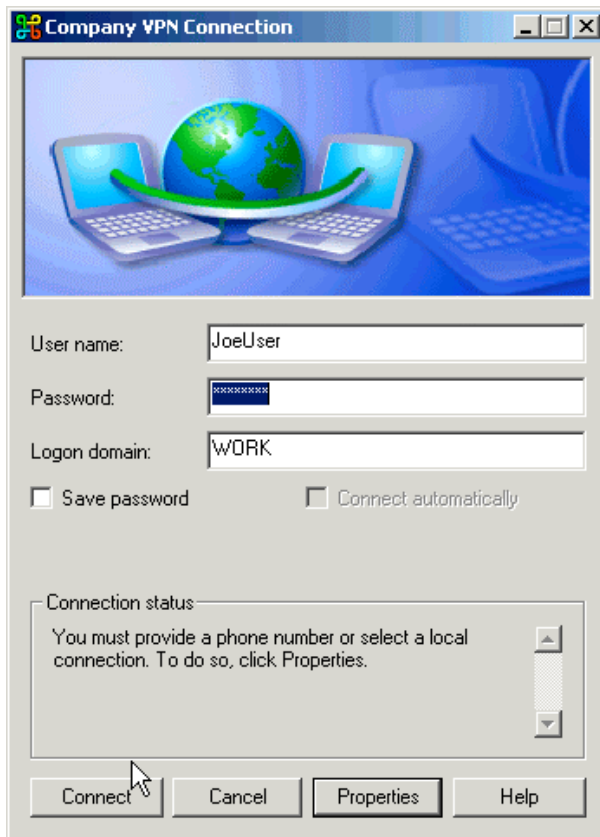 Company VPN Connection
User name: JoeUser
Password: ********
Logon domain: WORK
Save password Connect automatically
Connection status
You must provide a phone number or select a local
connection. To do so, click Properties.
Connect Cancel Properties Help